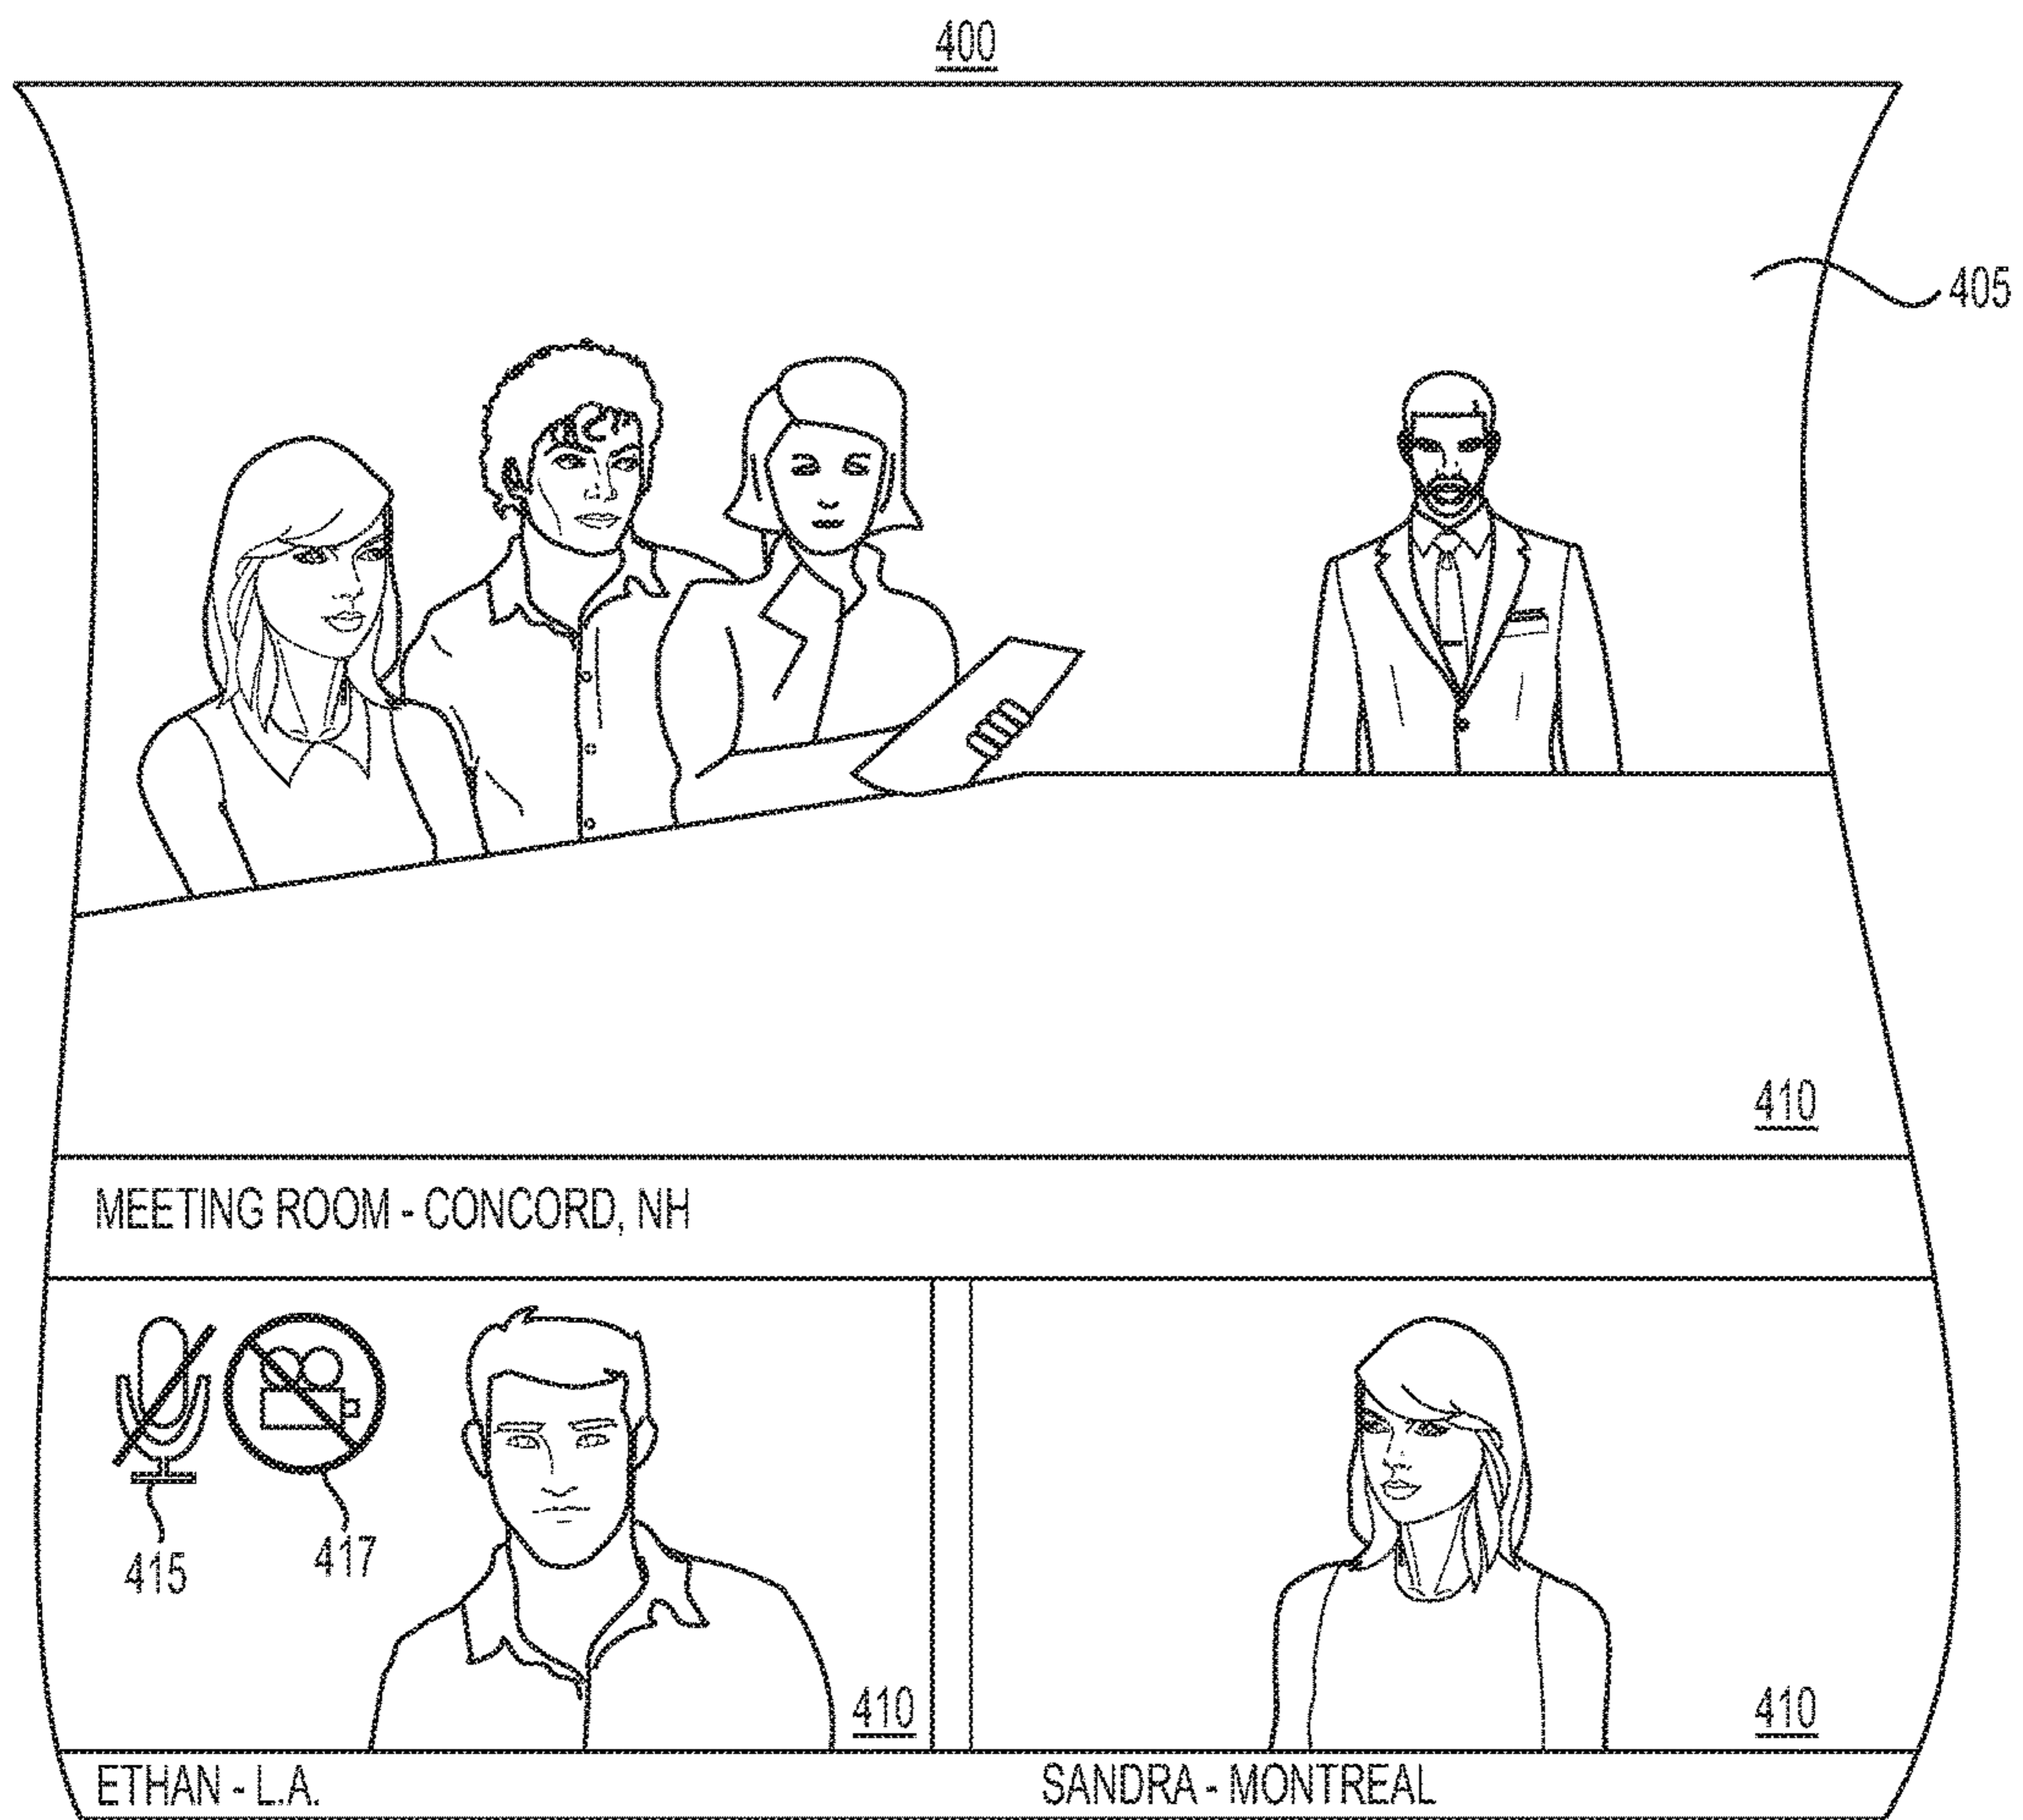 400
405
410
MEETING ROOM - CONCORD, NH
415
417
410
410
ETHAN - L.A.
SANDRA - MONTREAL